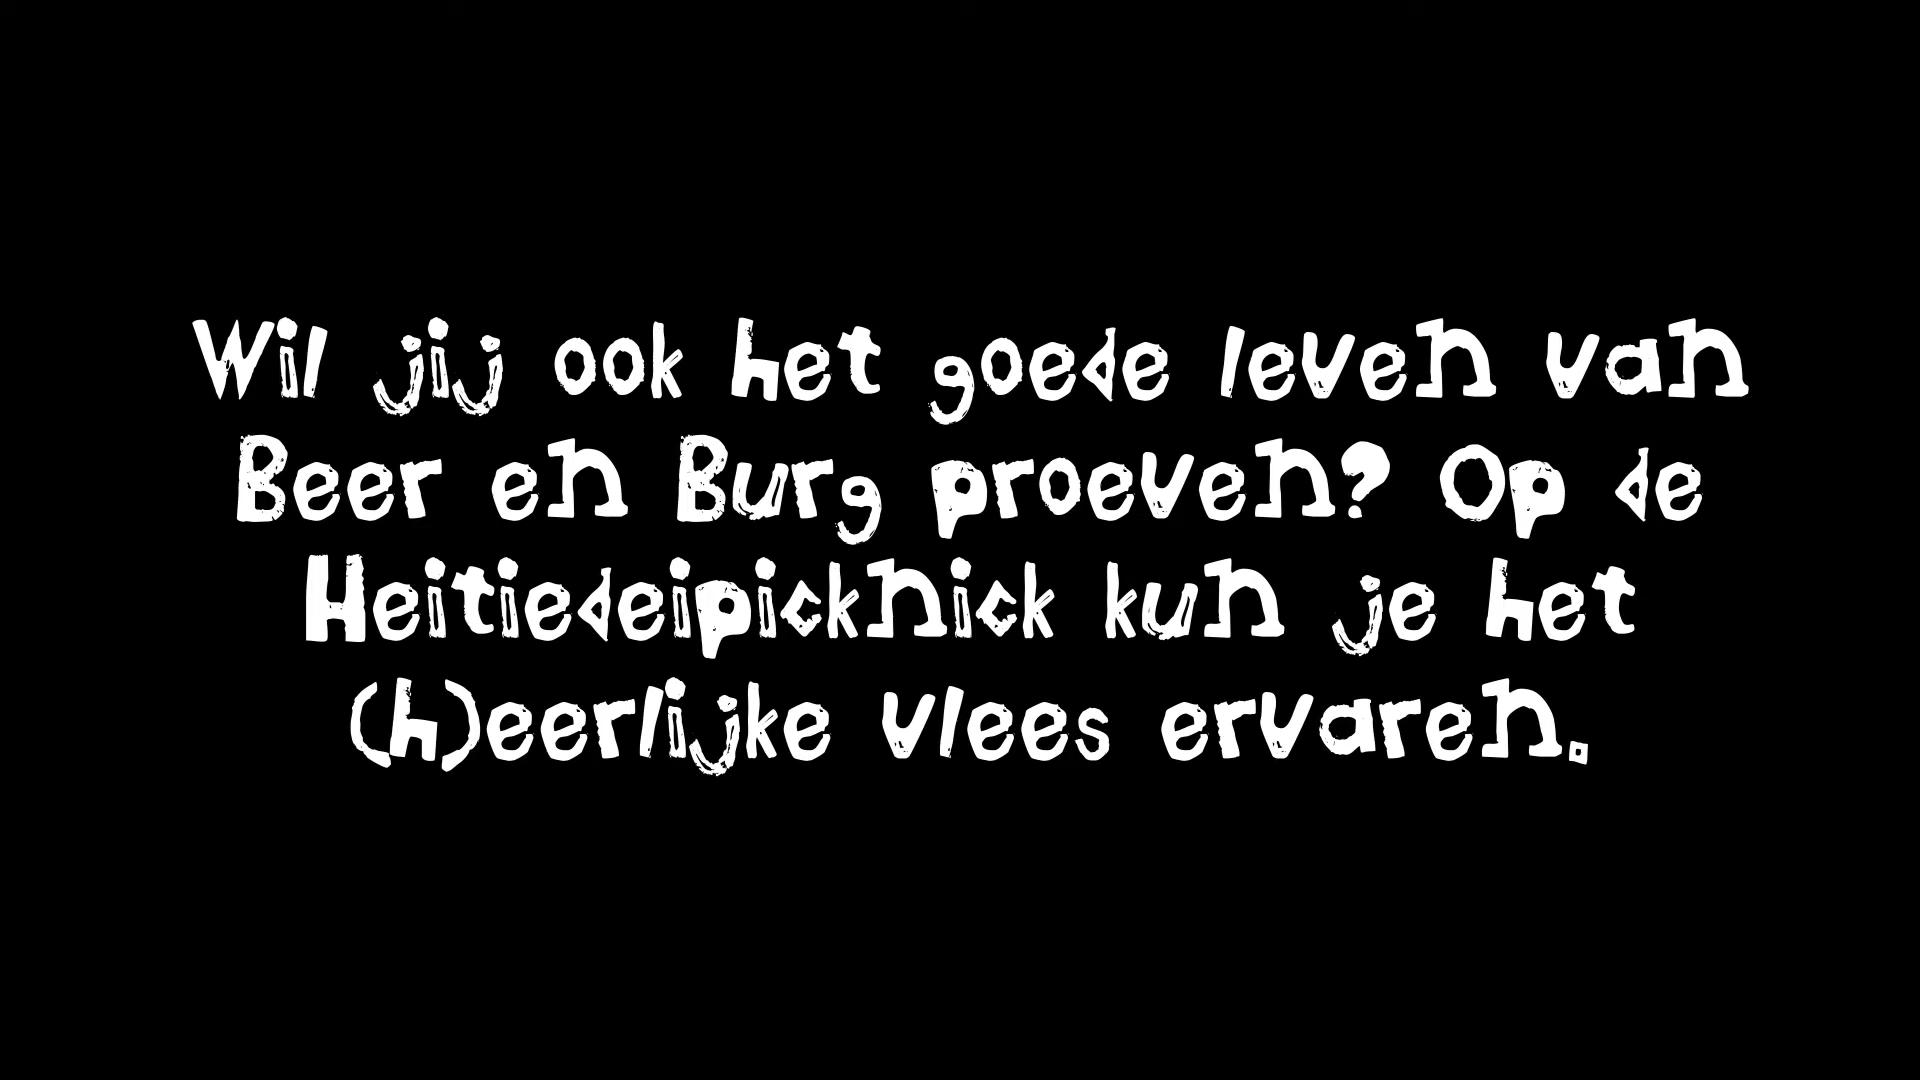 Wil jij ook het goede leven van
Beer en Burg proeven? Op de
Heitiedeipicknick kun je het
(h)eerlijke vlees ervaren.